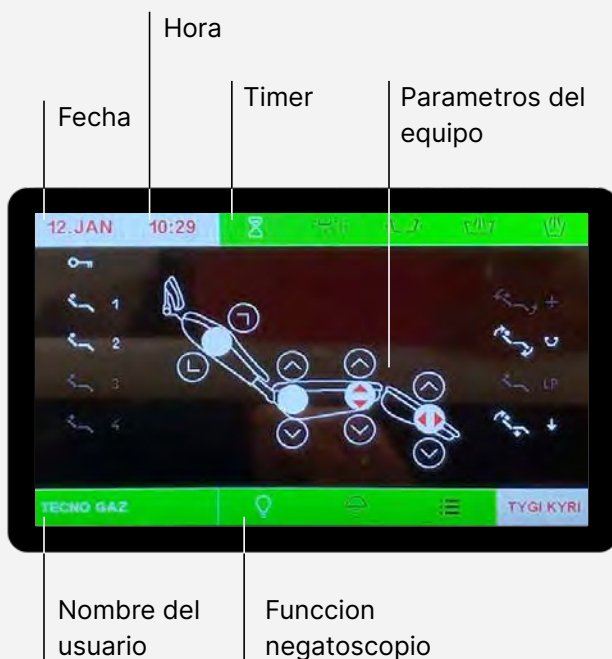 Hora
Fecha
Timer
Parametros del
equipo
12.JAN 10:29
1
2
3
4
LP
TECNO GAZ
TYGI KYRI
Nombre del
usuario
Funccion
negatoscopio